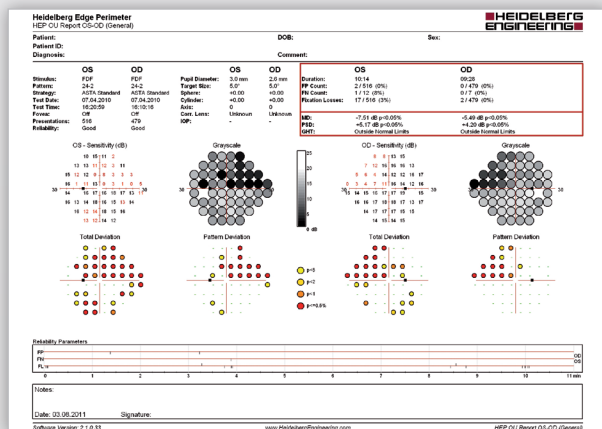 Heidelberg Edge Perimeter
HEP OU Report OS-OD (General)
HEIDELBERG
ENGINEERING
Patient: DOB: Sex:
Patient ID:
Diagnosis: Comment:
OS OD OS OD OS OD
Stimulus: FDF FDF Pupil Diameter: 3.0 mm 2.6 mm Duration: 10:14 09:28
Pattern: 24-2 24-2 Target Size: 5.0° 5.0° FP Count: 2 / 516 (0%) 0 / 479 (0%)
Strategy: ASTA Standard ASTA Standard Sphere: +0.00 +0.00 FN Count: 1 / 12 (8%) 0 / 7 (0%)
Test Date: 07.04.2010 07.04.2010 Cylinder: +0.00 +0.00 Fixation Losses: 17 / 516 (3%) 2 / 479 (0%)
Test Time: 16:20:59 16:10:16 Axis: 0 0
Fovea: Off Off Corr. Lens: Unknown Unknown MD: -7.51 dB p<0.05% -5.49 dB p<0.05%
Presentations: 516 479 IOP: - - PSD: +5.17 dB p<0.05% +4.20 dB p<0.05%
Reliability: Good Good GHT: Outside Normal Limits Outside Normal Limits
OS - Sensitivity (dB) Grayscale OD - Sensitivity (dB) Grayscale
30 30 30 30
25
20
15
10
5
0 dB
Total Deviation Pattern Deviation Total Deviation Pattern Deviation
p<5
p<2
p<1
p<=0.5%
Reliability Parameters
FP
FN
FL
OD
OS
0 1 2 3 4 5 6 7 8 9 10 11 min
Notes:
Date: 03.06.2011 Signature:
Software Version: 2.1.0.33 www.HeidelbergEngineering.com HEP OU Report OS-OD (General)